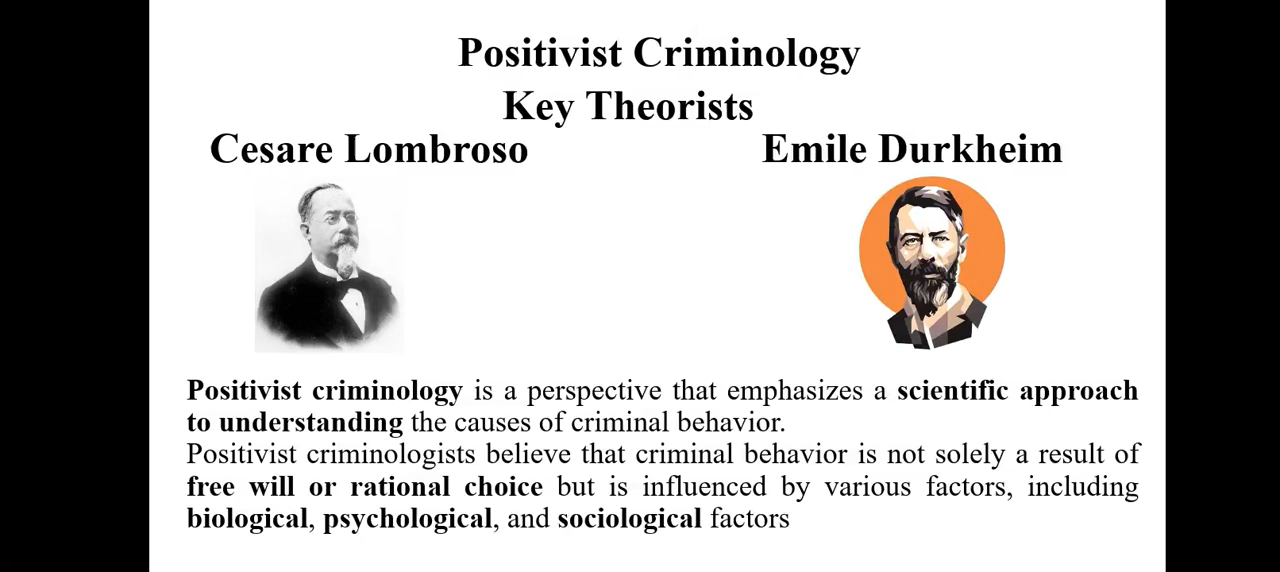 Positivist Criminology
Key Theorists
Cesare Lombroso
Emile Durkheim
Positivist criminology is a perspective that emphasizes a scientific approach
to understanding the causes of criminal behavior.
Positivist criminologists believe that criminal behavior is not solely a result of
free will or rational choice but is influenced by various factors, including
biological, psychological, and sociological factors